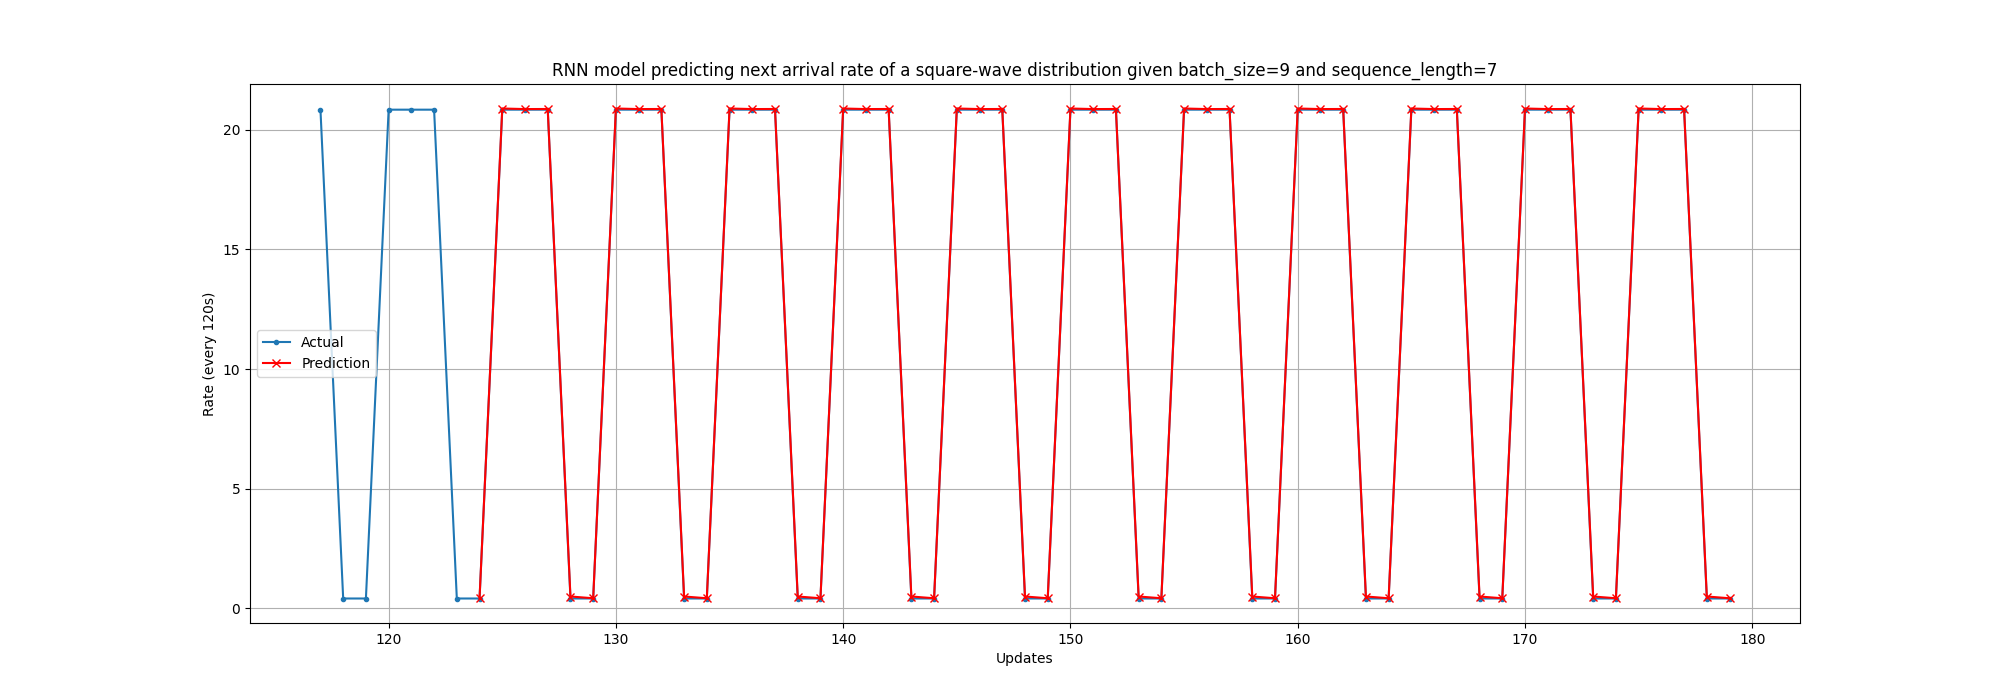 RNN model predicting next arrival rate of a square-wave distribution given batch_size=9 and sequence_length=7
20
15
10
5
0
Rate (every 120s)
Actual
Prediction
120
130
140
150
160
170
180
Updates